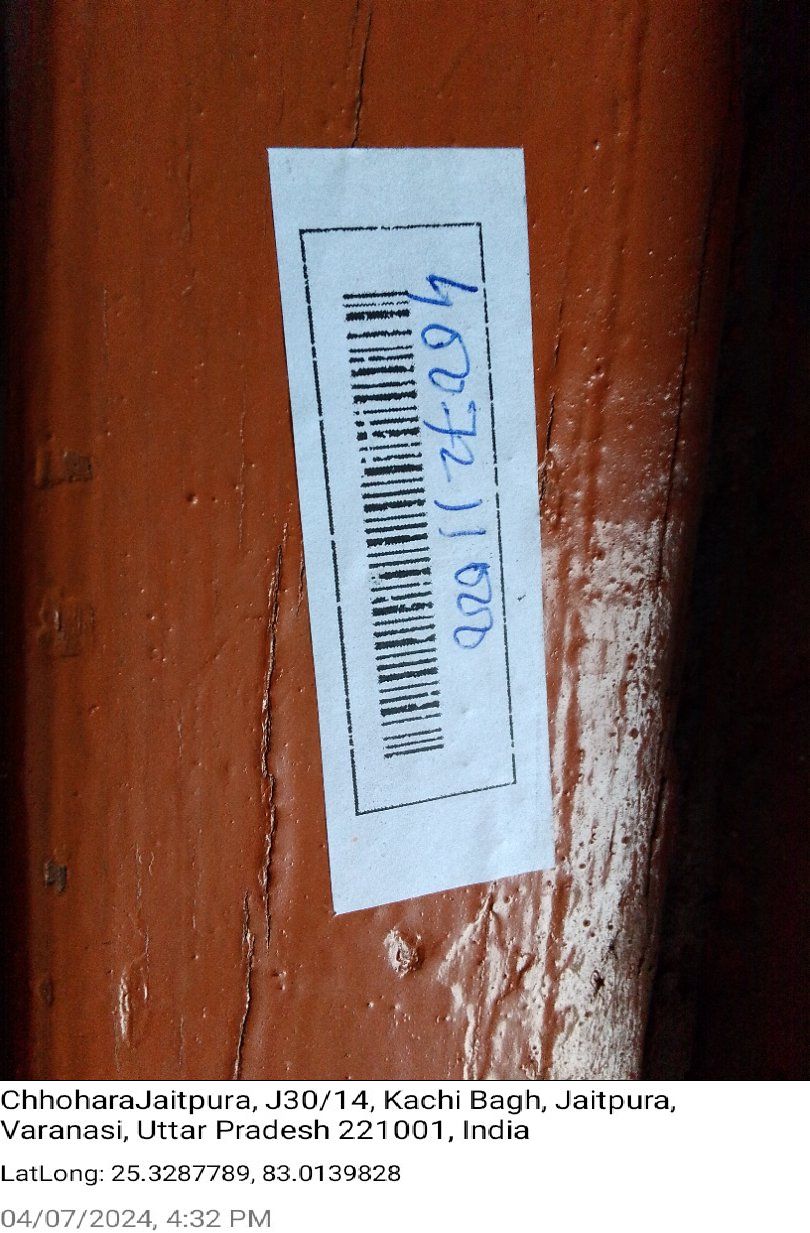 ChhoharaJaitpura, J30/14, Kachi Bagh, Jaitpura,
Varanasi, Uttar Pradesh 221001, India
LatLong: 25.3287789, 83.0139828
04/07/2024, 4:32 PM